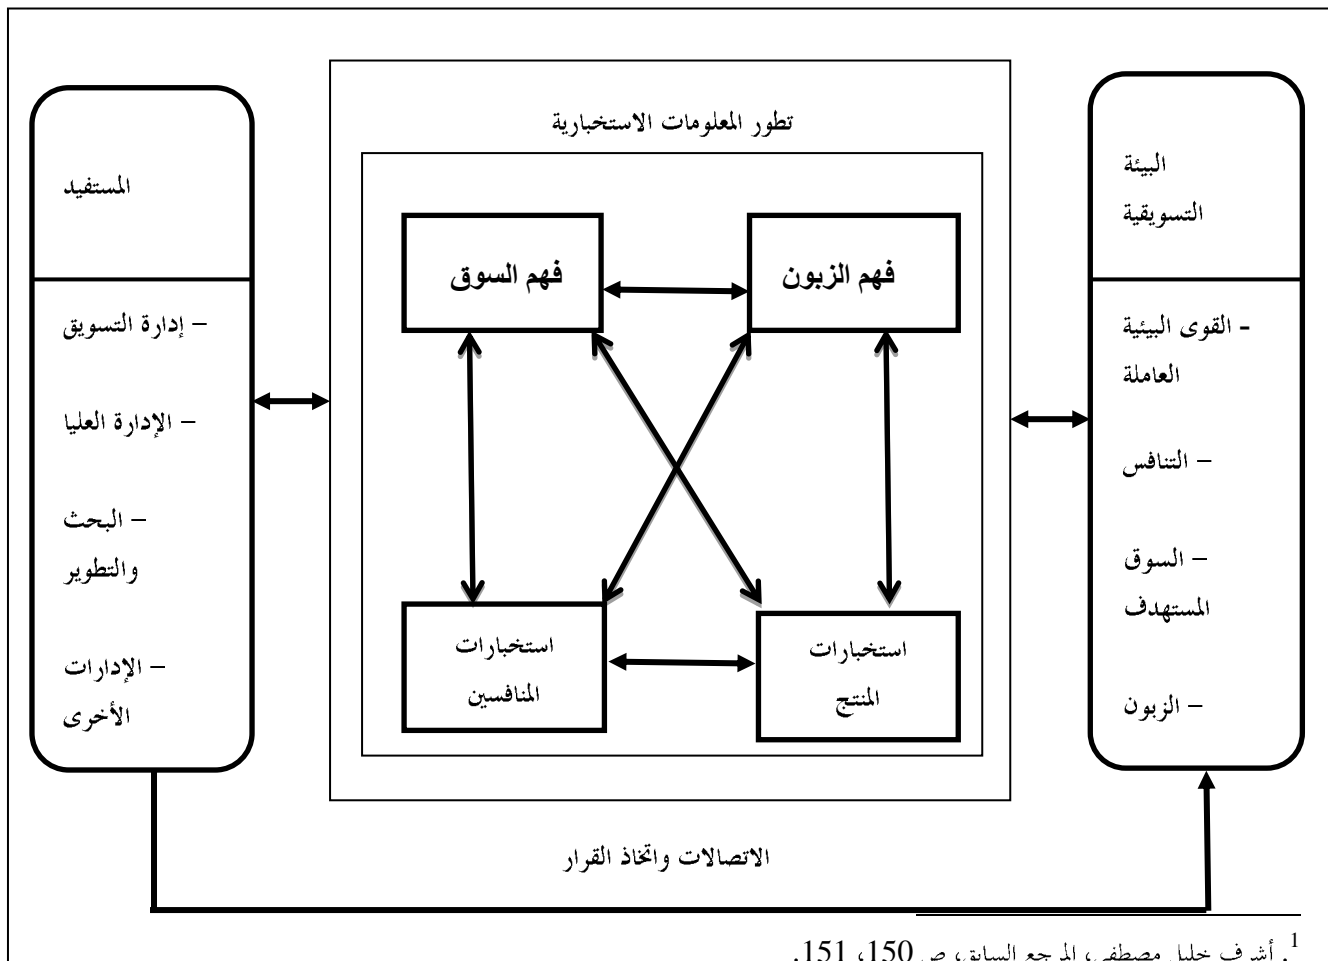 تطور المعلومات الاستخبارية
البيئة
التسويقية
- القوى البيئية
العاملة
– التنافس
– السوق
المستهدف
– الزبون
فهم الزبون
فهم السوق
استخبارات
المنتج
استخبارات
المنافسين
المستفيد
– إدارة التسويق
– الإدارة العليا
– البحث
والتطوير
– الإدارات
الأخرى
الاتصالات واتخاذ القرار
1. أشرف خليل مصطفى، المرجع السابق، ص 150، 151.